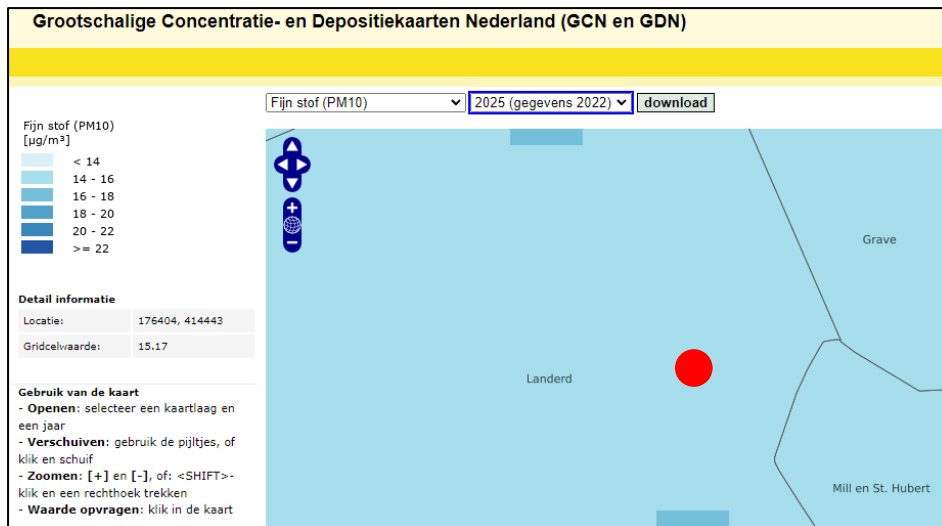 Grootschalige Concentratie- en Depositiekaarten Nederland (GCN en GDN)
Fijn stof (PM10) 2025 (gegevens 2022) download
Fijn stof (PM10)
[µg/m³]
< 14
14 - 16
16 - 18
18 - 20
20 - 22
>= 22
Detail informatie
Locatie: 176404, 414443
Gridcelwaarde: 15.17
Gebruik van de kaart
- Openen: selecteer een kaartlaag en
een jaar
- Verschuiven: gebruik de pijltjes, of
klik en schuif
- Zoomen: [+] en [-], of: <SHIFT>-
klik en een rechthoek trekken
- Waarde opvragen: klik in de kaart
Grave
Landerd
Mill en St. Hubert